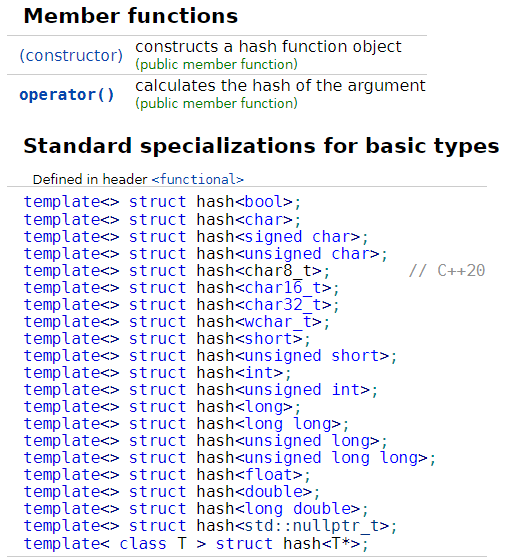 Member functions
(constructor) constructs a hash function object
(public member function)
operator() calculates the hash of the argument
(public member function)
Standard specializations for basic types
Defined in header <functional>
template<> struct hash<bool>;
template<> struct hash<char>;
template<> struct hash<signed char>;
template<> struct hash<unsigned char>;
template<> struct hash<char8_t>;        // C++20
template<> struct hash<char16_t>;
template<> struct hash<char32_t>;
template<> struct hash<wchar_t>;
template<> struct hash<short>;
template<> struct hash<unsigned short>;
template<> struct hash<int>;
template<> struct hash<unsigned int>;
template<> struct hash<long>;
template<> struct hash<long long>;
template<> struct hash<unsigned long>;
template<> struct hash<unsigned long long>;
template<> struct hash<float>;
template<> struct hash<double>;
template<> struct hash<long double>;
template<> struct hash<std::nullptr_t>;
template< class T > struct hash<T*>;